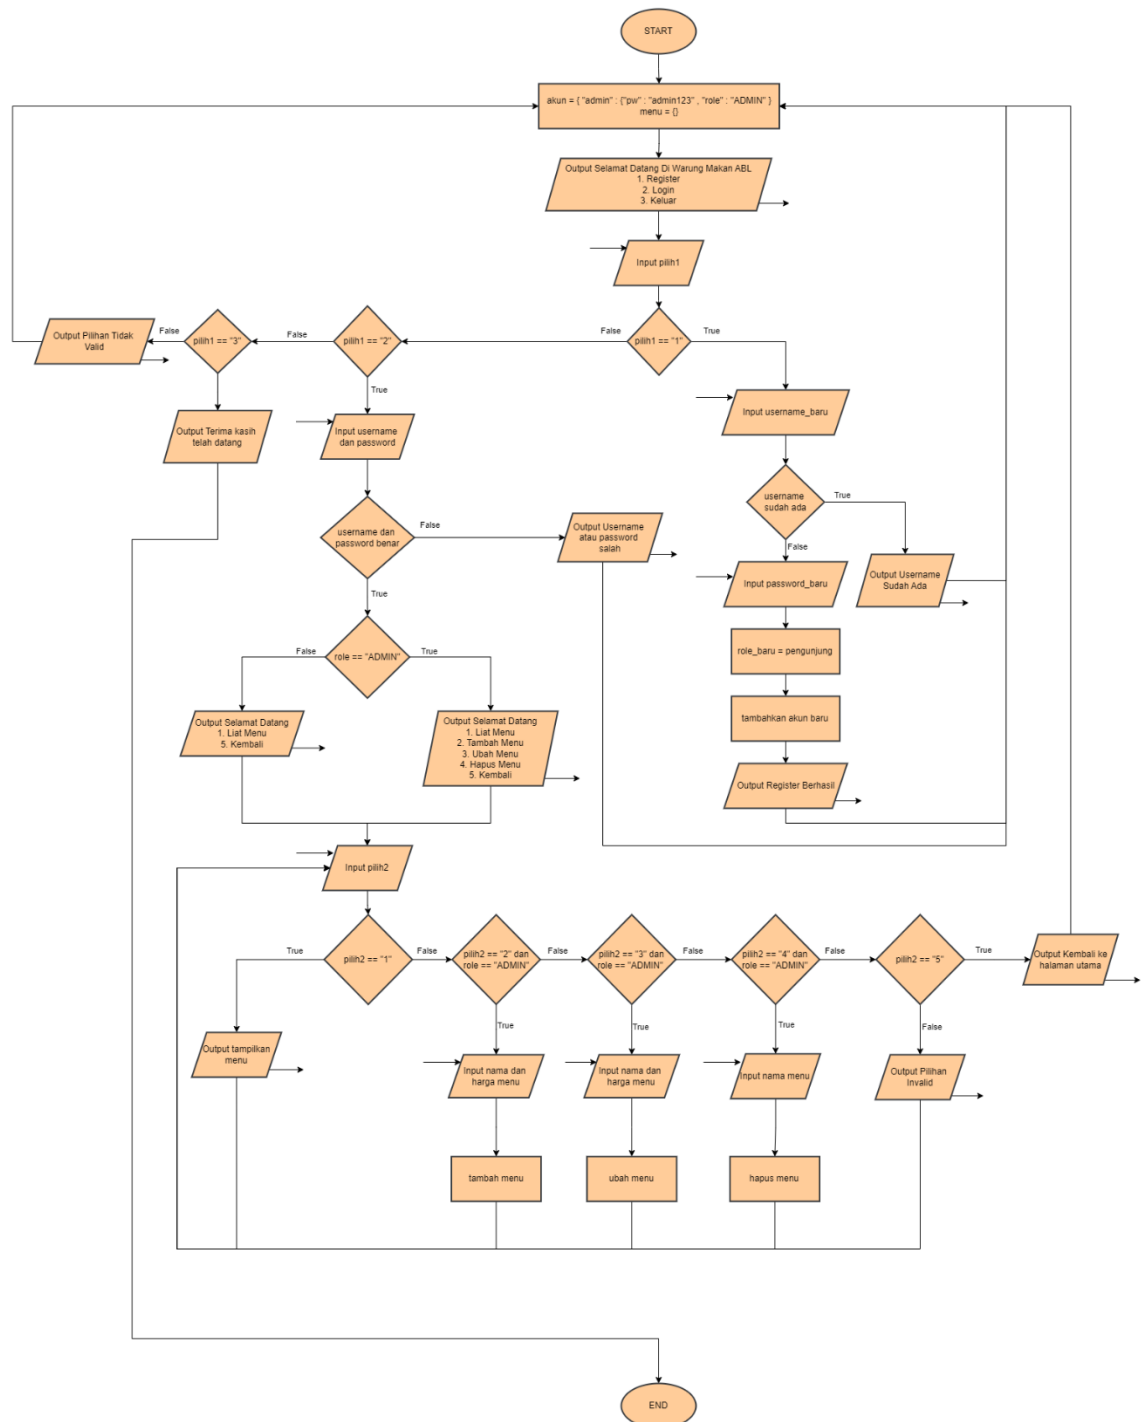 START
akun = { "admin" : {"pw" : "admin123" , "role" : "ADMIN" }
menu = {}
Output Selamat Datang Di Warung Makan ABL
1. Register
2. Login
3. Keluar
Input pilih1
Output Pilihan Tidak
Valid
False
pilih1 == "3"
False
pilih1 == "2"
False
pilih1 == "1"
True
True
Output Terima kasih
telah datang
Input username
dan password
Input username_baru
username dan
password benar
False
Output Username
atau password
salah
username
sudah ada
True
False
Output Username
Sudah Ada
Input password_baru
True
role_baru = pengunjung
False
role == "ADMIN"
True
tambahkan akun baru
Output Selamat Datang
1. Liat Menu
5. Kembali
Output Selamat Datang
1. Liat Menu
2. Tambah Menu
3. Ubah Menu
4. Hapus Menu
5. Kembali
Output Register Berhasil
Input pilih2
True
pilih2 == "1"
False
pilih2 == "2" dan
role == "ADMIN"
False
pilih2 == "3" dan
role == "ADMIN"
False
pilih2 == "4" dan
role == "ADMIN"
False
pilih2 == "5"
True
Output Kembali ke
halaman utama
True
True
True
False
Output tampilkan
menu
Input nama dan
harga menu
Input nama dan
harga menu
Input nama menu
Output Pilihan
Invalid
tambah menu
ubah menu
hapus menu
END